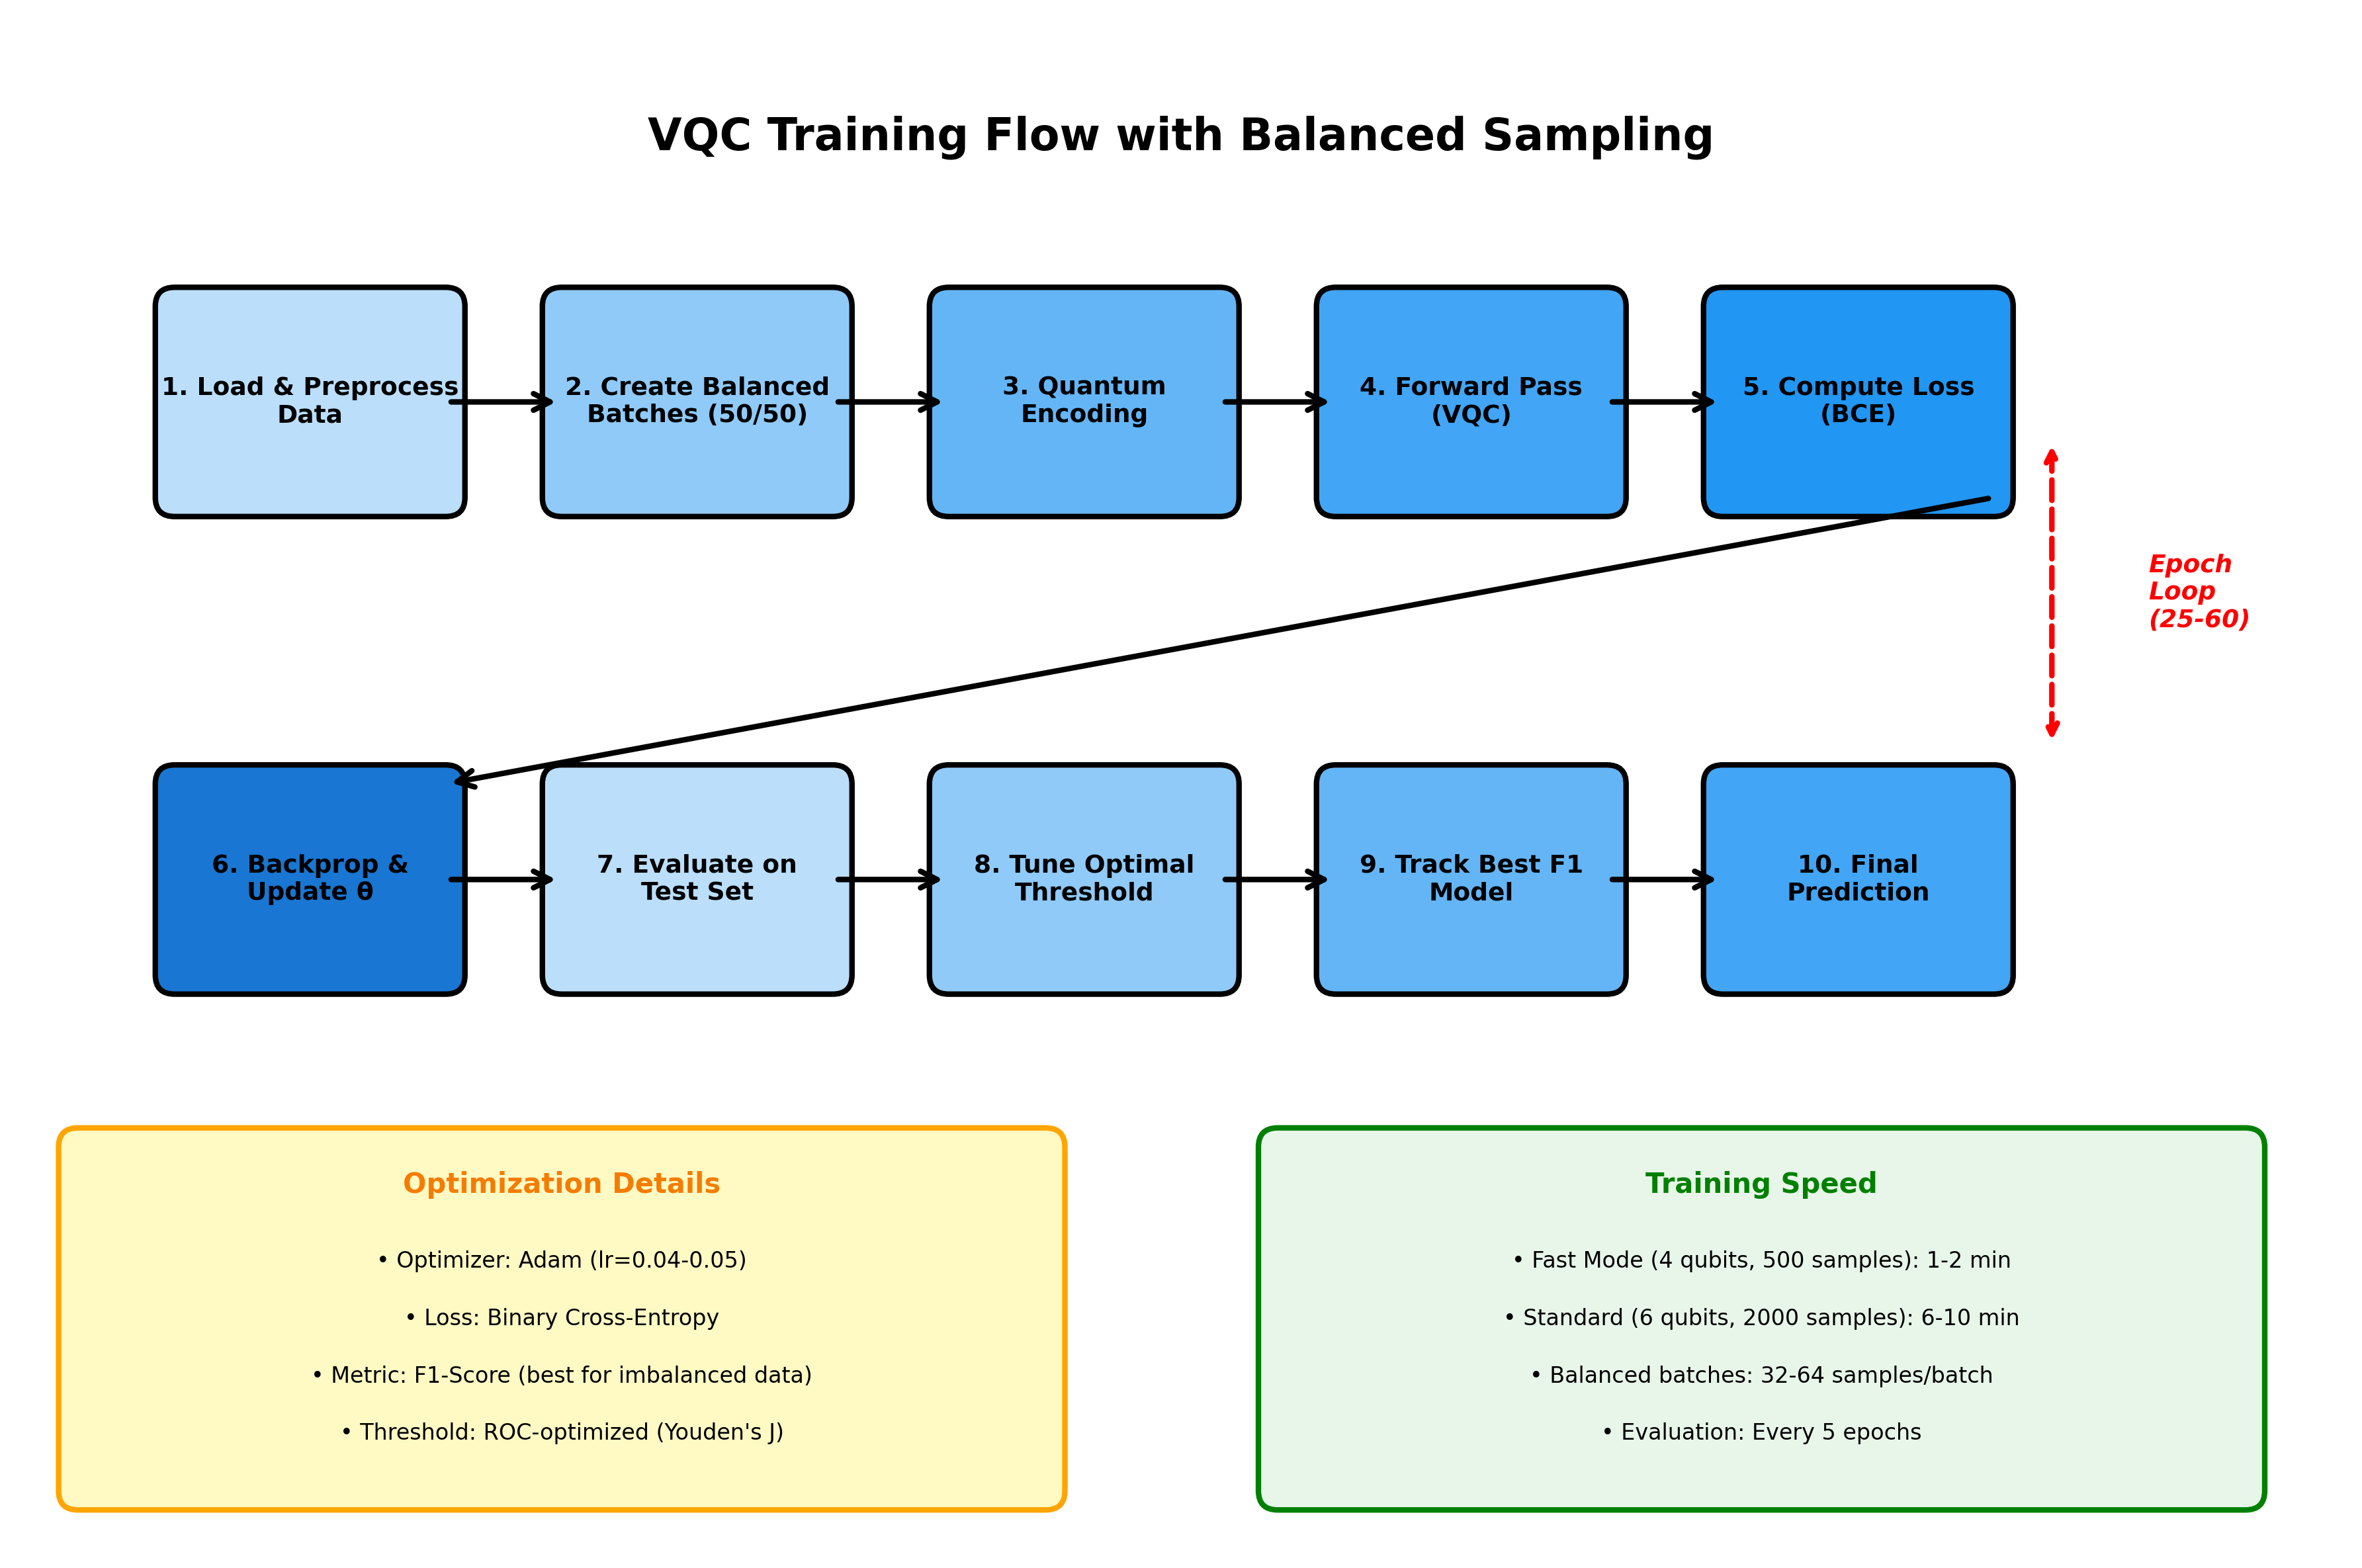 VQC Training Flow with Balanced Sampling
1. Load & Preprocess
Data
2. Create Balanced
Batches (50/50)
3. Quantum
Encoding
4. Forward Pass
(VQC)
5. Compute Loss
(BCE)
Epoch
Loop
(25-60)
6. Backprop &
Update θ
7. Evaluate on
Test Set
8. Tune Optimal
Threshold
9. Track Best F1
Model
10. Final
Prediction
Optimization Details
• Optimizer: Adam (lr=0.04-0.05)
• Loss: Binary Cross-Entropy
• Metric: F1-Score (best for imbalanced data)
• Threshold: ROC-optimized (Youden's J)
Training Speed
• Fast Mode (4 qubits, 500 samples): 1-2 min
• Standard (6 qubits, 2000 samples): 6-10 min
• Balanced batches: 32-64 samples/batch
• Evaluation: Every 5 epochs